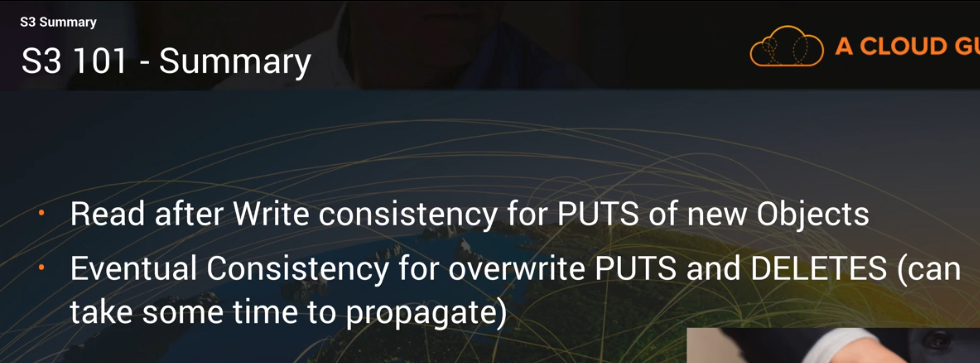 S3 Summary
S3 101 - Summary
A CLOUD GU
• Read after Write consistency for PUTS of new Objects
• Eventual Consistency for overwrite PUTS and DELETES (can
take some time to propagate)